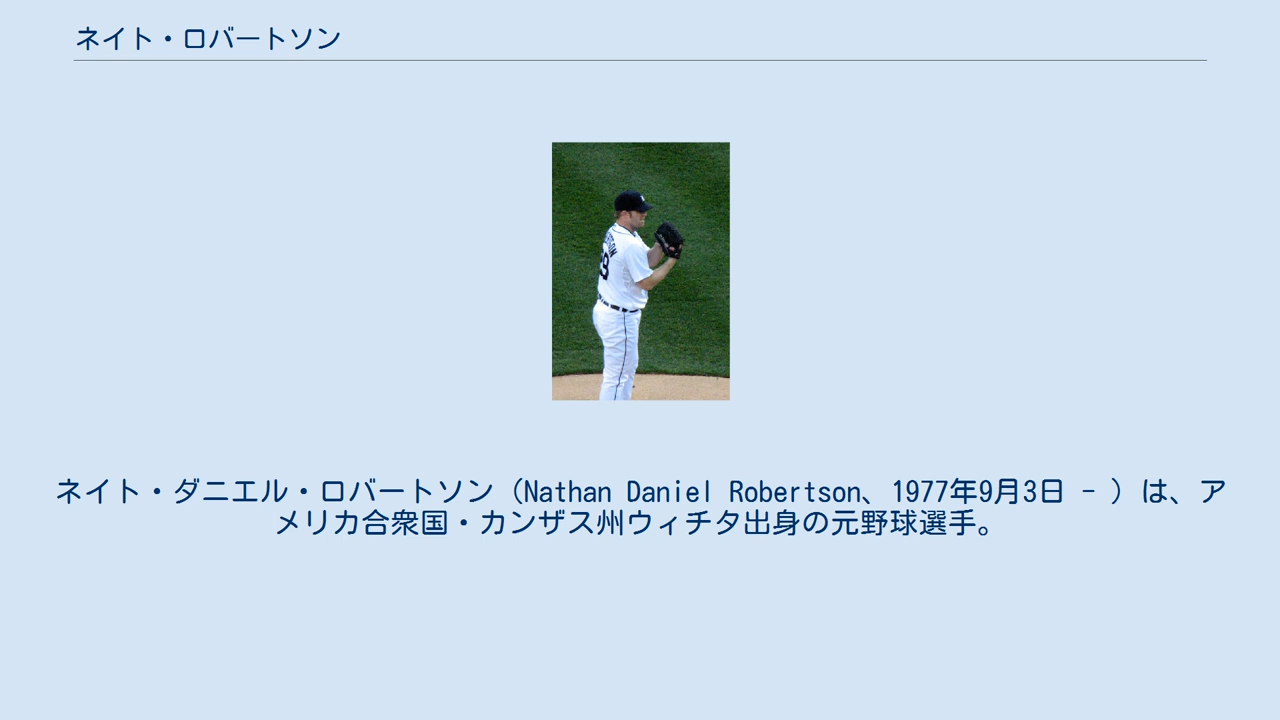 ネイト・ロバートソン
ネイト・ダニエル・ロバートソン（Nathan Daniel Robertson、1977年9月3日 - ）は、ア
メリカ合衆国・カンザス州ウィチタ出身の元野球選手。